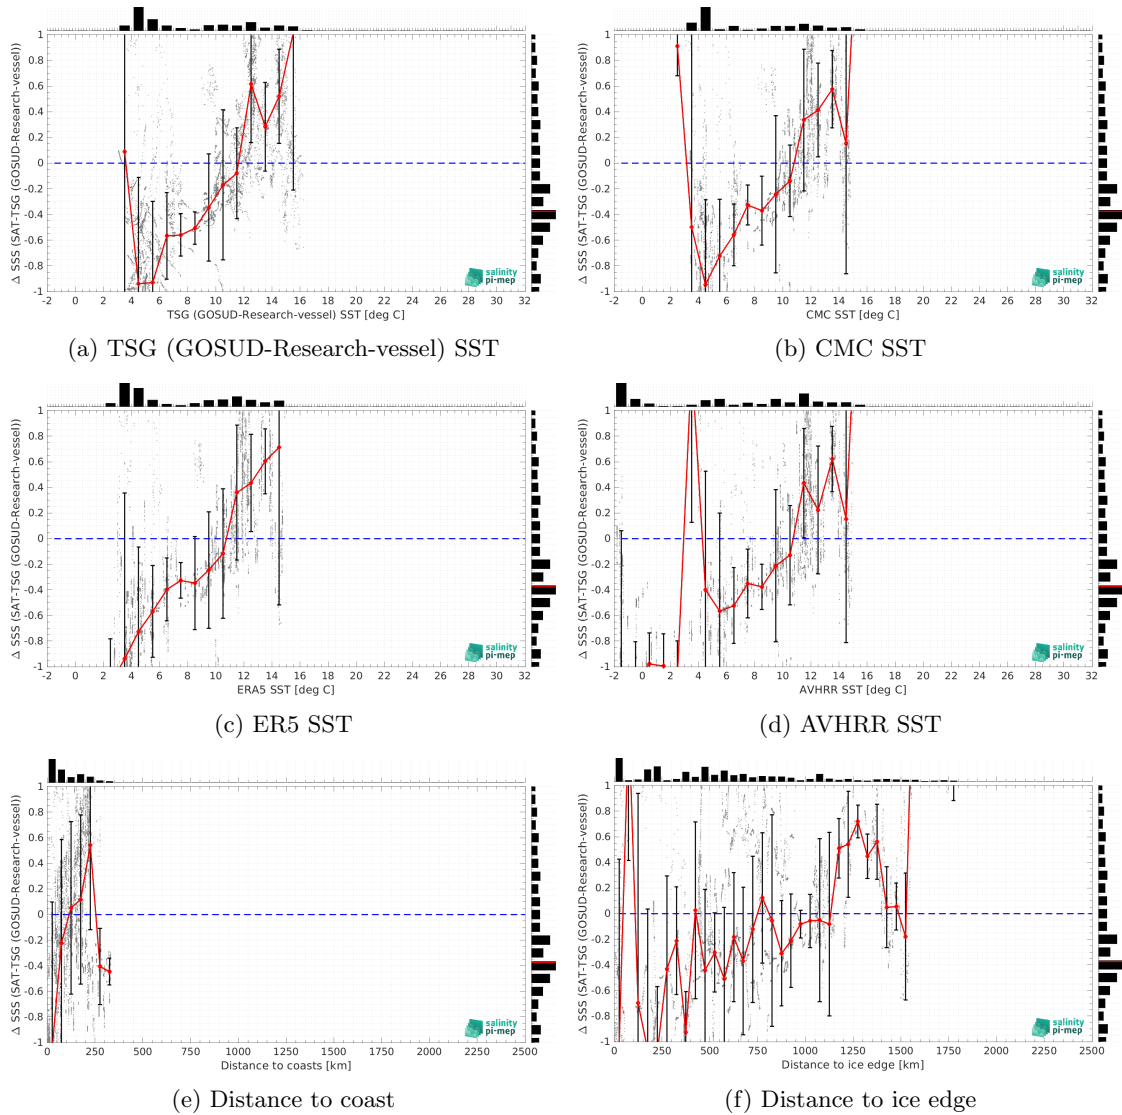 Δ SSS (SAT-TSG (GOSUD-Research-vessel))
1
0.8
0.6
0.4
0.2
0
-0.2
-0.4
-0.6
-0.8
-1
salinity
pi-mep
-2 0 2 4 6 8 10 12 14 16 18 20 22 24 26 28 30 32
TSG (GOSUD-Research-vessel) SST [deg C]
(a) TSG (GOSUD-Research-vessel) SST
Δ SSS (SAT-TSG (GOSUD-Research-vessel))
1
0.8
0.6
0.4
0.2
0
-0.2
-0.4
-0.6
-0.8
-1
salinity
pi-mep
-2 0 2 4 6 8 10 12 14 16 18 20 22 24 26 28 30 32
CMC SST [deg C]
(b) CMC SST
Δ SSS (SAT-TSG (GOSUD-Research-vessel))
1
0.8
0.6
0.4
0.2
0
-0.2
-0.4
-0.6
-0.8
-1
salinity
pi-mep
-2 0 2 4 6 8 10 12 14 16 18 20 22 24 26 28 30 32
ERA5 SST [deg C]
(c) ER5 SST
Δ SSS (SAT-TSG (GOSUD-Research-vessel))
1
0.8
0.6
0.4
0.2
0
-0.2
-0.4
-0.6
-0.8
-1
salinity
pi-mep
-2 0 2 4 6 8 10 12 14 16 18 20 22 24 26 28 30 32
AVHRR SST [deg C]
(d) AVHRR SST
Δ SSS (SAT-TSG (GOSUD-Research-vessel))
1
0.8
0.6
0.4
0.2
0
-0.2
-0.4
-0.6
-0.8
-1
salinity
pi-mep
0 250 500 750 1000 1250 1500 1750 2000 2250 2500
Distance to coasts [km]
(e) Distance to coast
Δ SSS (SAT-TSG (GOSUD-Research-vessel))
1
0.8
0.6
0.4
0.2
0
-0.2
-0.4
-0.6
-0.8
-1
salinity
pi-mep
0 250 500 750 1000 1250 1500 1750 2000 2250 2500
Distance to ice edge [km]
(f) Distance to ice edge